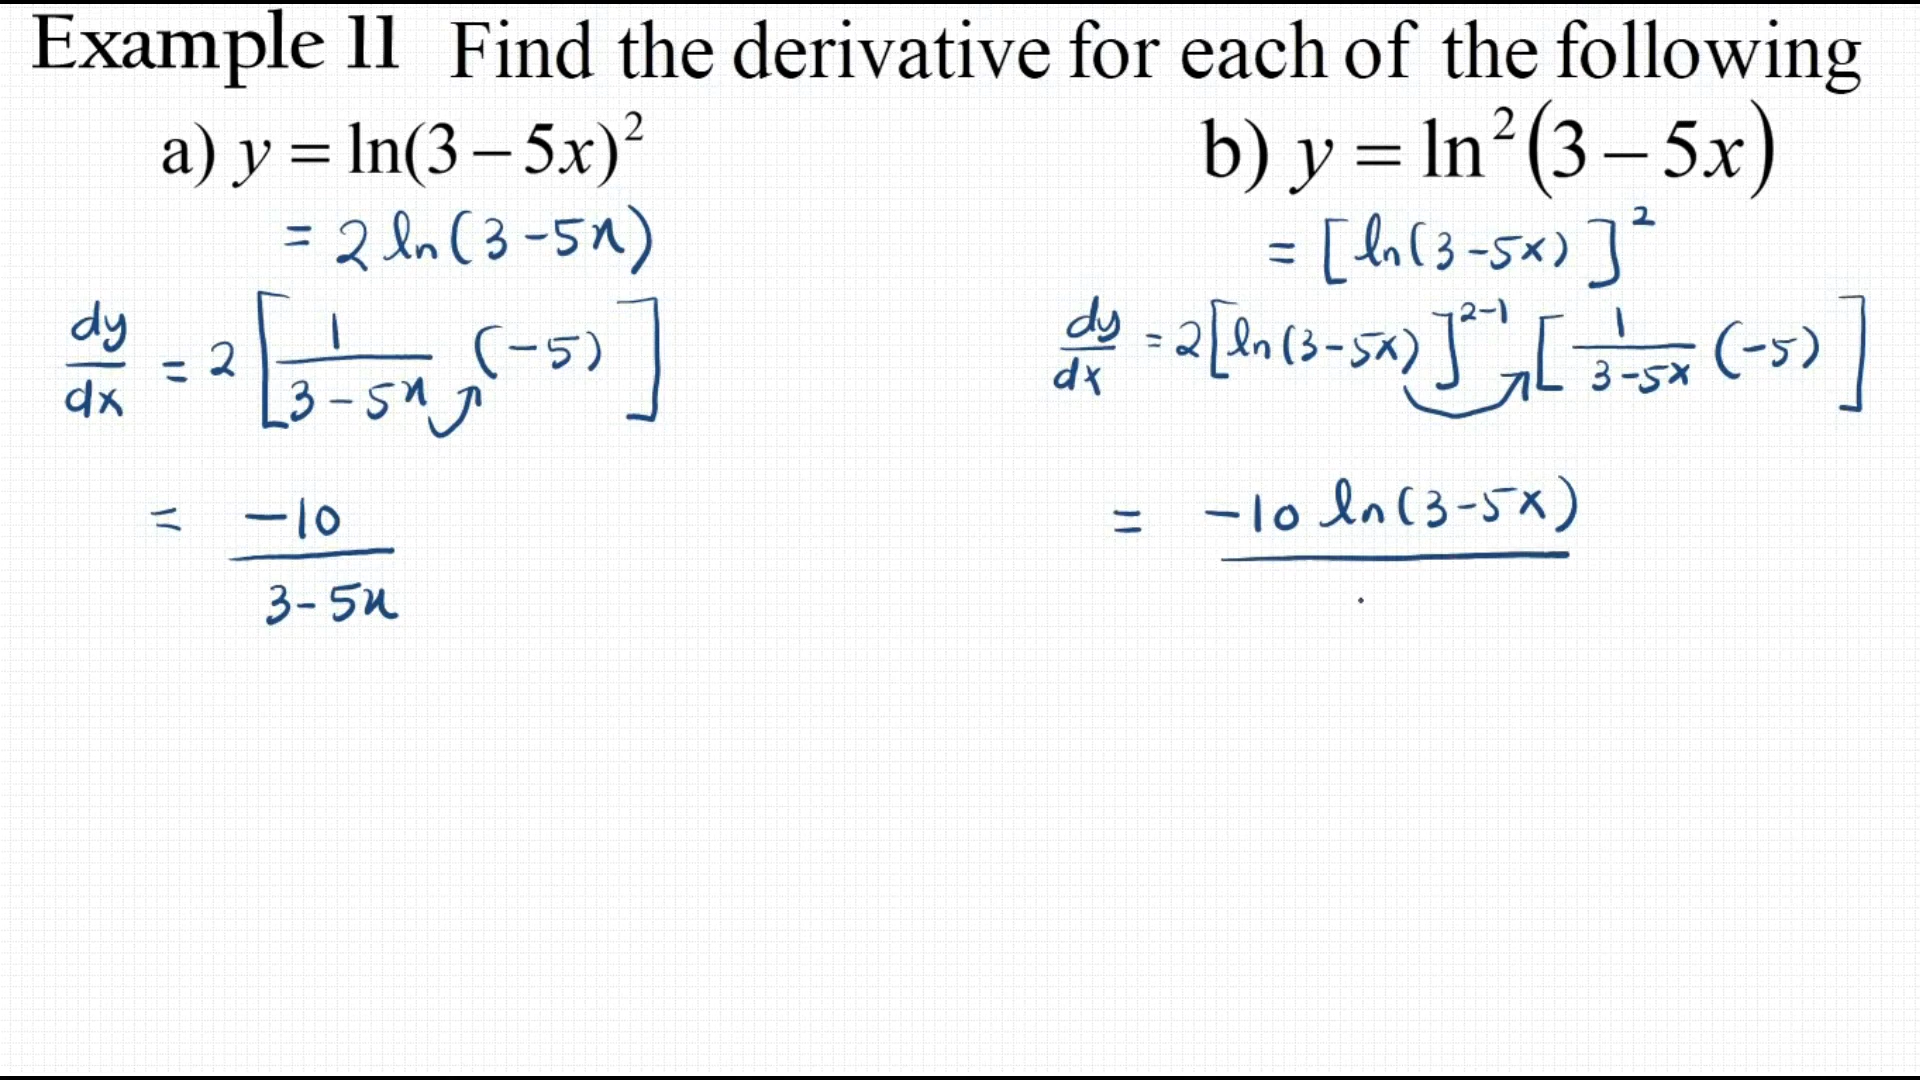 Example 11 Find the derivative for each of the following
a) y = ln(3 − 5x)²
= 2 ln(3-5x)
dy/dx = 2 [ 1/(3-5x) (-5) ]
= -10/(3-5x)
b) y = ln²(3 − 5x)
= [ln(3-5x)]²
dy/dx = 2[ln(3-5x)]²⁻¹ [ 1/(3-5x) (-5) ]
= -10 ln(3-5x)